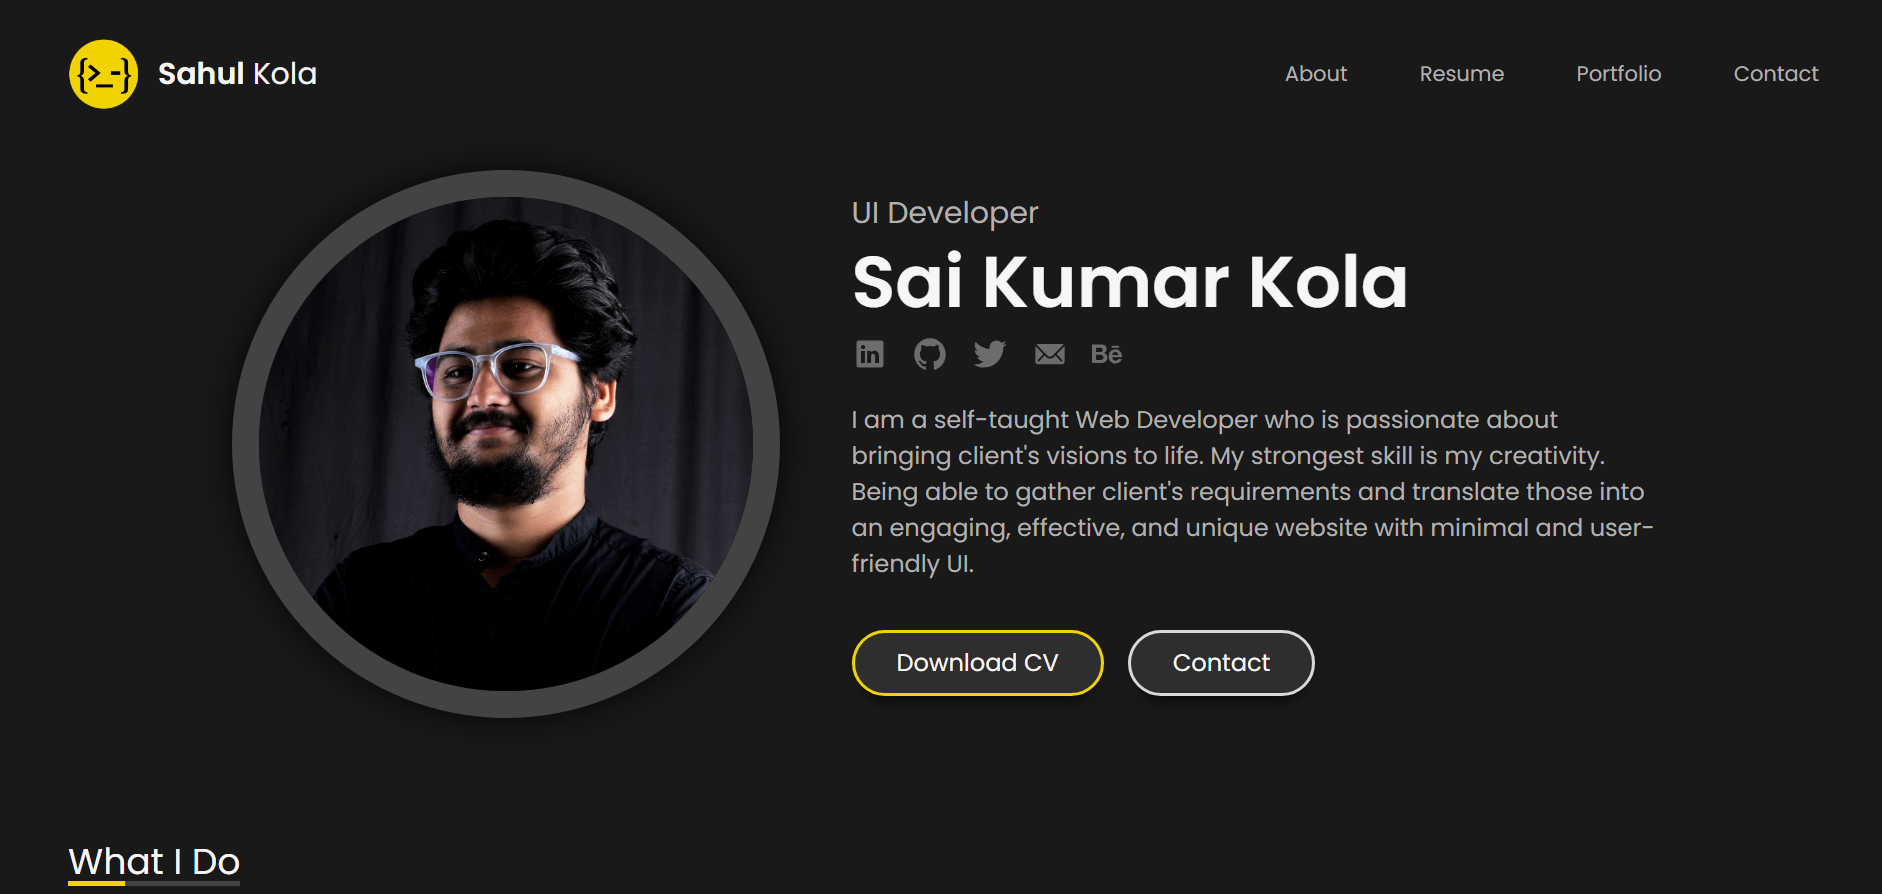 {>_-}
Sahul Kola
About
Resume
Portfolio
Contact
UI Developer
Sai Kumar Kola
in
Bē
I am a self-taught Web Developer who is passionate about
bringing client's visions to life. My strongest skill is my creativity.
Being able to gather client's requirements and translate those into
an engaging, effective, and unique website with minimal and user-
friendly UI.
Download CV
Contact
What I Do